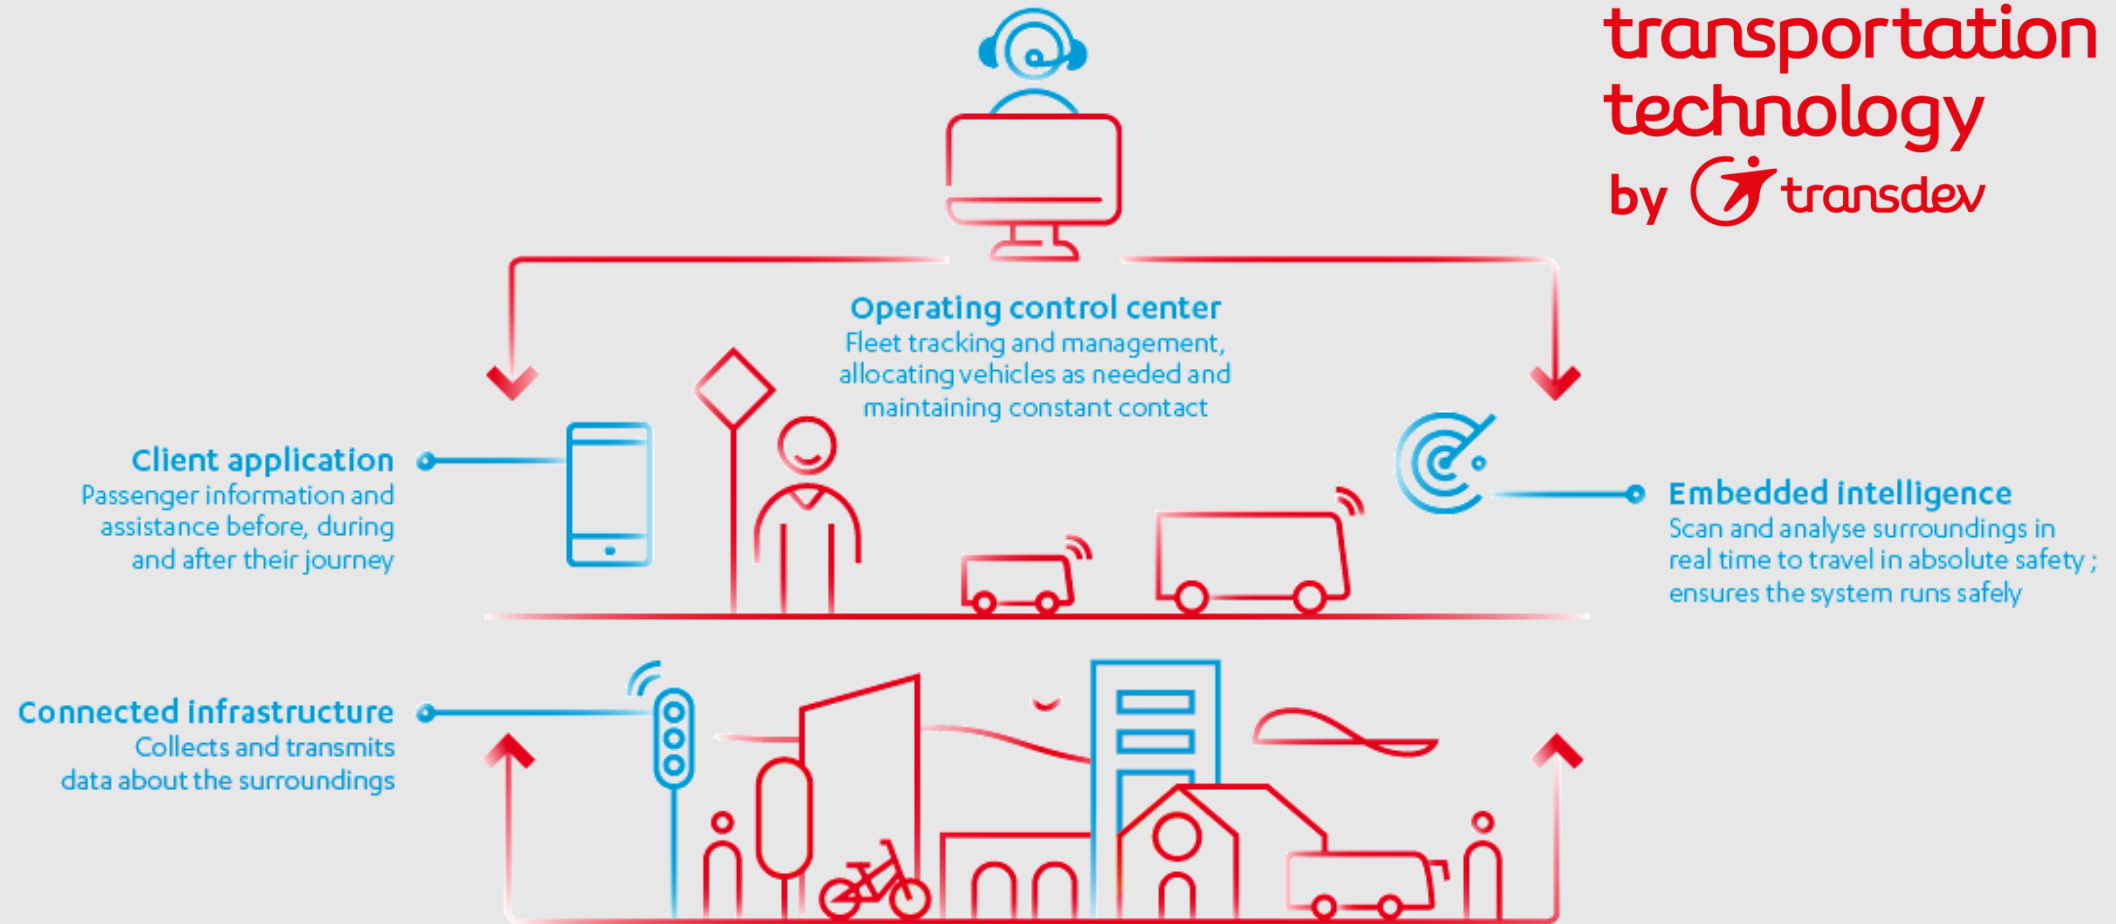 transportation
technology
by transdev
Operating control center
Fleet tracking and management,
allocating vehicles as needed and
maintaining constant contact
Client application
Passenger information and
assistance before, during
and after their journey
Embedded intelligence
Scan and analyse surroundings in
real time to travel in absolute safety ;
ensures the system runs safely
Connected infrastructure
Collects and transmits
data about the surroundings